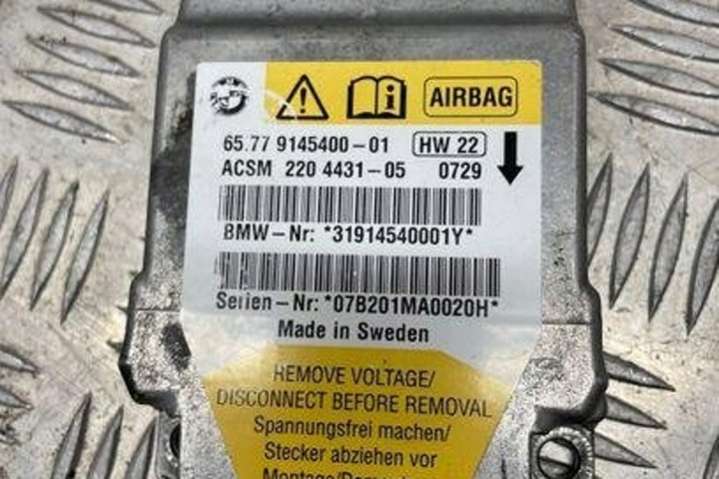 AIRBAG
65.77 9145400-01 HW 22
ACSM 220 4431-05 0729
BMW-Nr: *31914540001Y*
Serien-Nr: *07B201MA0020H*
Made in Sweden
REMOVE VOLTAGE/
DISCONNECT BEFORE REMOVAL
Spannungsfrei machen/
Stecker abziehen vor